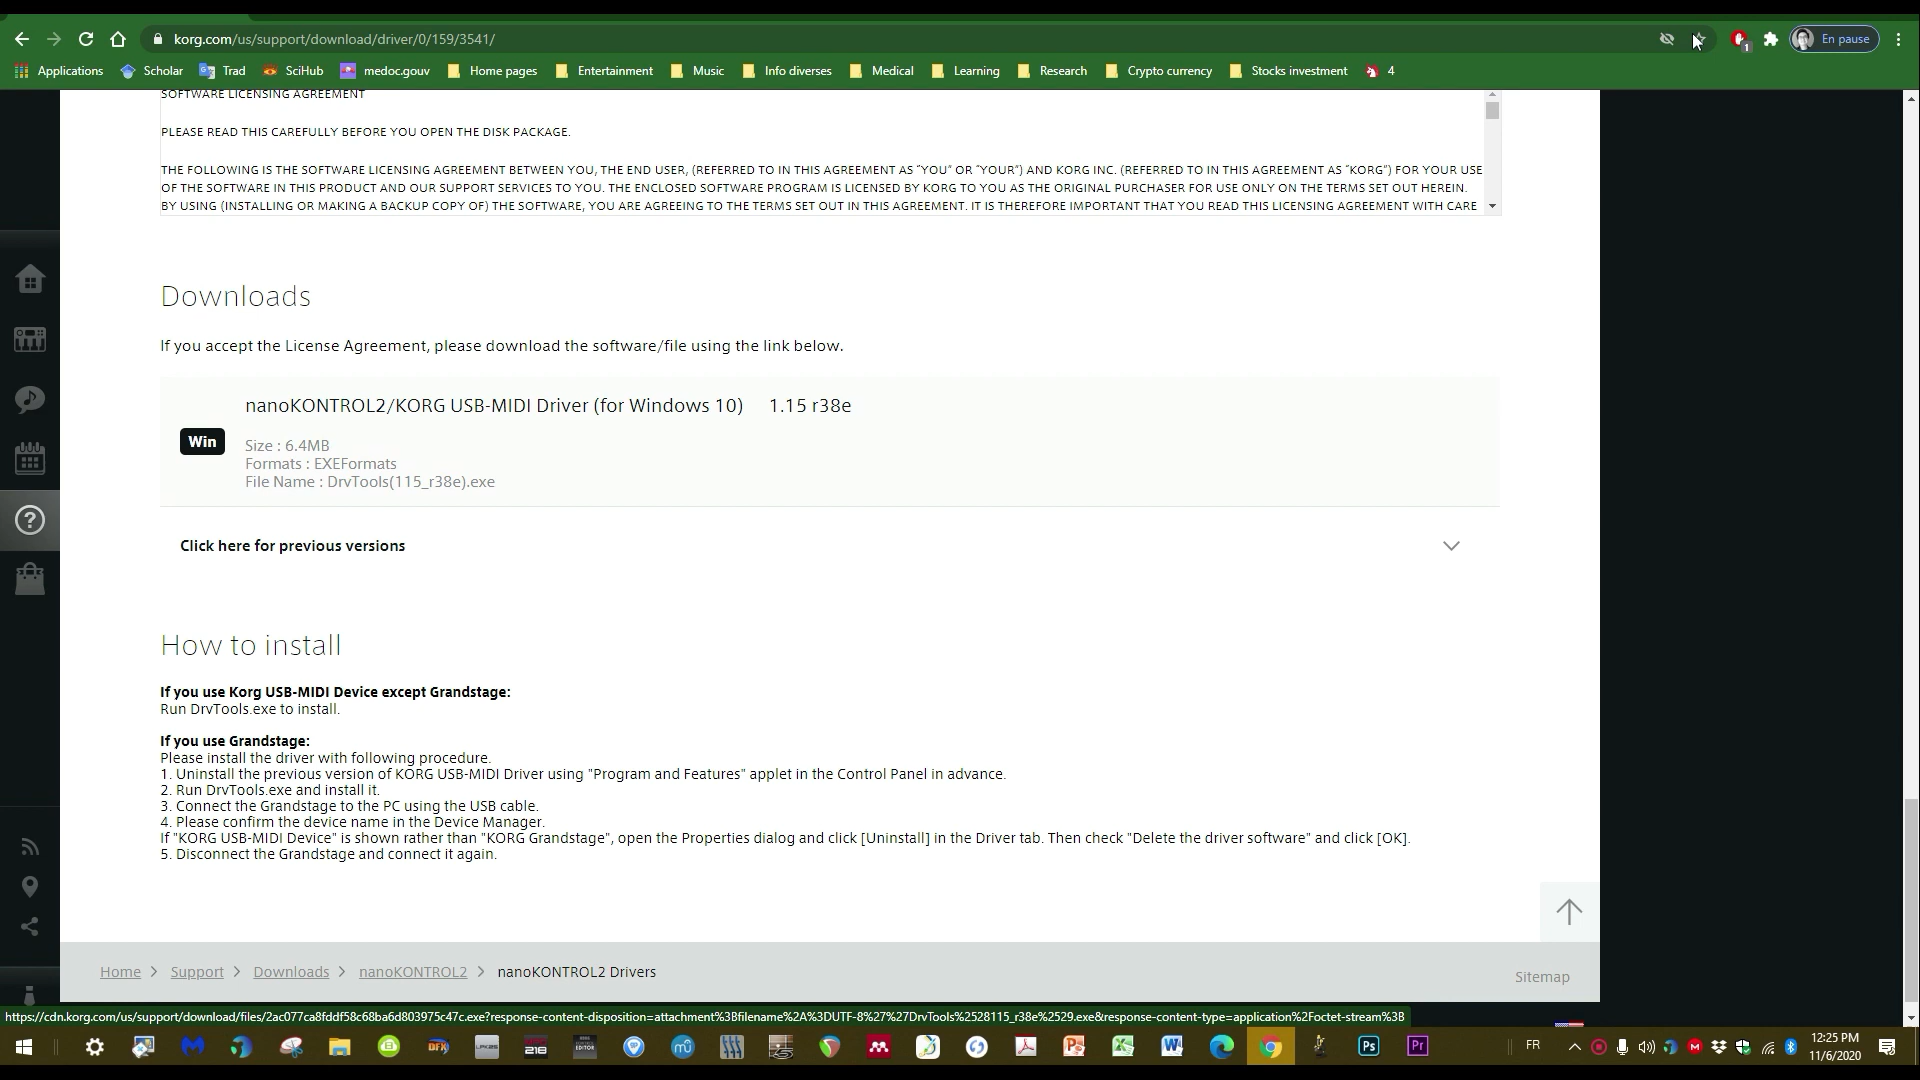 korg.com/us/support/download/driver/0/159/3541/
1
En pause
Applications
Scholar
Trad
SciHub
medoc.gouv
Home pages
Entertainment
Music
Info diverses
Medical
Learning
Research
Crypto currency
Stocks investment
4
SOFTWARE LICENSING AGREEMENT
PLEASE READ THIS CAREFULLY BEFORE YOU OPEN THE DISK PACKAGE.
THE FOLLOWING IS THE SOFTWARE LICENSING AGREEMENT BETWEEN YOU, THE END USER, (REFERRED TO IN THIS AGREEMENT AS “YOU” OR “YOUR”) AND KORG INC. (REFERRED TO IN THIS AGREEMENT AS “KORG”) FOR YOUR USE
OF THE SOFTWARE IN THIS PRODUCT AND OUR SUPPORT SERVICES TO YOU. THE ENCLOSED SOFTWARE PROGRAM IS LICENSED BY KORG TO YOU AS THE ORIGINAL PURCHASER FOR USE ONLY ON THE TERMS SET OUT HEREIN.
BY USING (INSTALLING OR MAKING A BACKUP COPY OF) THE SOFTWARE, YOU ARE AGREEING TO THE TERMS SET OUT IN THIS AGREEMENT. IT IS THEREFORE IMPORTANT THAT YOU READ THIS LICENSING AGREEMENT WITH CARE
Downloads
If you accept the License Agreement, please download the software/file using the link below.
nanoKONTROL2/KORG USB-MIDI Driver (for Windows 10) 1.15 r38e
Win
Size : 6.4MB
Formats : EXEFormats
File Name : DrvTools(115_r38e).exe
Click here for previous versions
How to install
If you use Korg USB-MIDI Device except Grandstage:
Run DrvTools.exe to install.
If you use Grandstage:
Please install the driver with following procedure.
1. Uninstall the previous version of KORG USB-MIDI Driver using "Program and Features" applet in the Control Panel in advance.
2. Run DrvTools.exe and install it.
3. Connect the Grandstage to the PC using the USB cable.
4. Please confirm the device name in the Device Manager.
If "KORG USB-MIDI Device" is shown rather than "KORG Grandstage", open the Properties dialog and click [Uninstall] in the Driver tab. Then check "Delete the driver software" and click [OK].
5. Disconnect the Grandstage and connect it again.
Home > Support > Downloads > nanoKONTROL2 > nanoKONTROL2 Drivers
Sitemap
https://cdn.korg.com/us/support/download/files/2ac077ca8fddf58c68ba6d803975c47c.exe?response-content-disposition=attachment%3Bfilename%2A%3DUTF-8%27%27DrvTools%2528115_r38e%2529.exe&response-content-type=application%2Foctet-stream%3B
DFX
218
EDITOR
Ps
Pr
FR
12:25 PM
11/6/2020